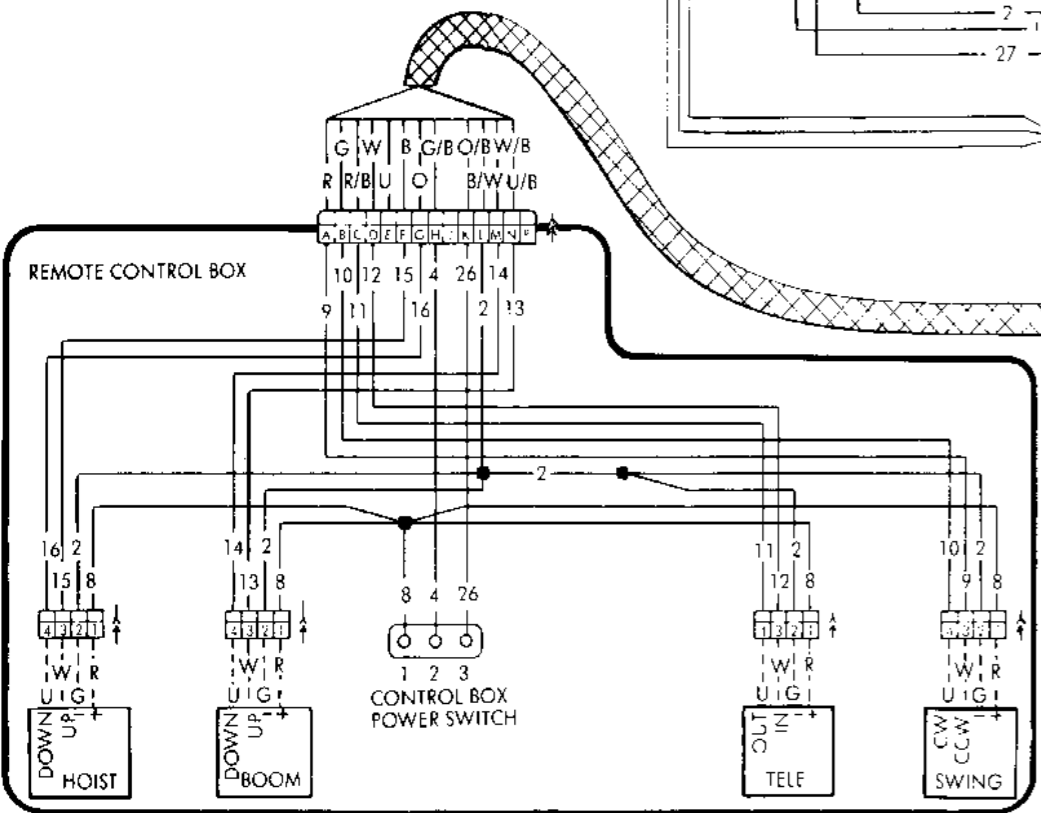 2
27
G W B G/B O/B W/B
R R/B U O B/W U/B
A B C D E F G H J K L M N P
REMOTE CONTROL BOX
10 12 15 4 26 14
9 11 16 2 13
2
16 2 14 2 11 2 10 2
15 8 13 8 12 8 9 8
8 4 26
4 3 2 1 4 3 2 1 3 2 1 3 2 1
W R W R W R W R
U G U G U G U G
1 2 3
CONTROL BOX
POWER SWITCH
DOWN UP - + DOWN UP - + OUT IN - + CW CCW - +
HOIST BOOM TELE SWING